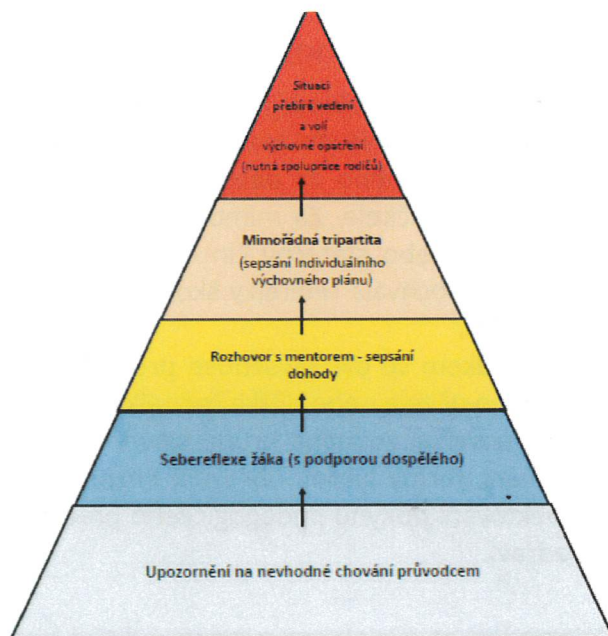 Situaci
přebírá vedení
a volí
výchovné opatření
(nutná spolupráce rodičů)
Mimořádná tripartita
(sepsání Individuálního
výchovného plánu)
Rozhovor s mentorem - sepsání
dohody
Sebereflexe žáka (s podporou dospělého)
Upozornění na nevhodné chování průvodcem